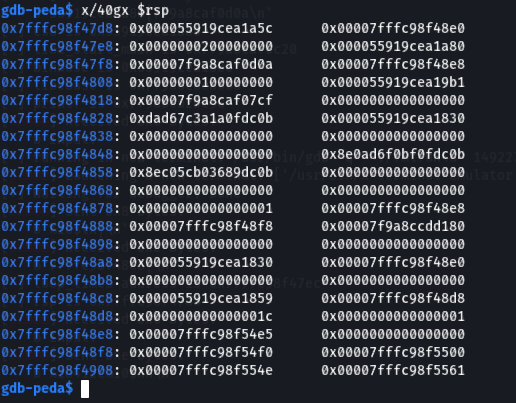 gdb-peda$ x/40gx $rsp
0x7fffc98f47d8: 0x000055919cea1a5c 0x00007fffc98f48e0
0x7fffc98f47e8: 0x0000000200000000 0x000055919cea1a80
0x7fffc98f47f8: 0x00007f9a8caf0d0a 0x00007fffc98f48e8
0x7fffc98f4808: 0x0000000100000000 0x000055919cea19b1
0x7fffc98f4818: 0x00007f9a8caf07cf 0x0000000000000000
0x7fffc98f4828: 0xdad67c3a1a0fdc0b 0x000055919cea1830
0x7fffc98f4838: 0x0000000000000000 0x0000000000000000
0x7fffc98f4848: 0x0000000000000000 0x8e0ad6f0bf0fdc0b
0x7fffc98f4858: 0x8ec05cb03689dc0b 0x0000000000000000
0x7fffc98f4868: 0x0000000000000000 0x0000000000000000
0x7fffc98f4878: 0x0000000000000001 0x00007fffc98f48e8
0x7fffc98f4888: 0x00007fffc98f48f8 0x00007f9a8ccdd180
0x7fffc98f4898: 0x0000000000000000 0x0000000000000000
0x7fffc98f48a8: 0x000055919cea1830 0x00007fffc98f48e0
0x7fffc98f48b8: 0x0000000000000000 0x0000000000000000
0x7fffc98f48c8: 0x000055919cea1859 0x00007fffc98f48d8
0x7fffc98f48d8: 0x000000000000001c 0x0000000000000001
0x7fffc98f48e8: 0x00007fffc98f54e5 0x0000000000000000
0x7fffc98f48f8: 0x00007fffc98f54f0 0x00007fffc98f5500
0x7fffc98f4908: 0x00007fffc98f554e 0x00007fffc98f5561
gdb-peda$